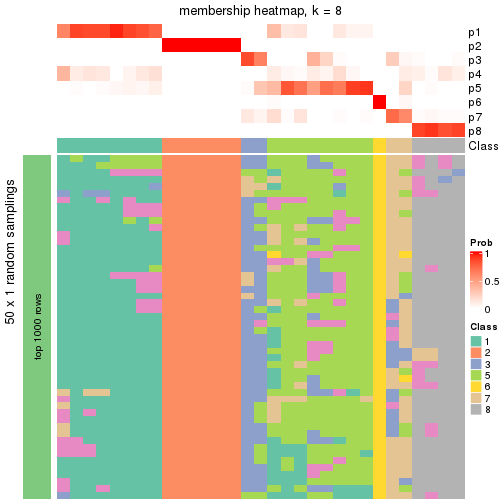 membership heatmap, k = 8
p1
p2
p3
p4
p5
p6
p7
p8
Class
50 x 1 random samplings
top 1000 rows
Prob
1
0.5
0
Class
1
2
3
5
6
7
8